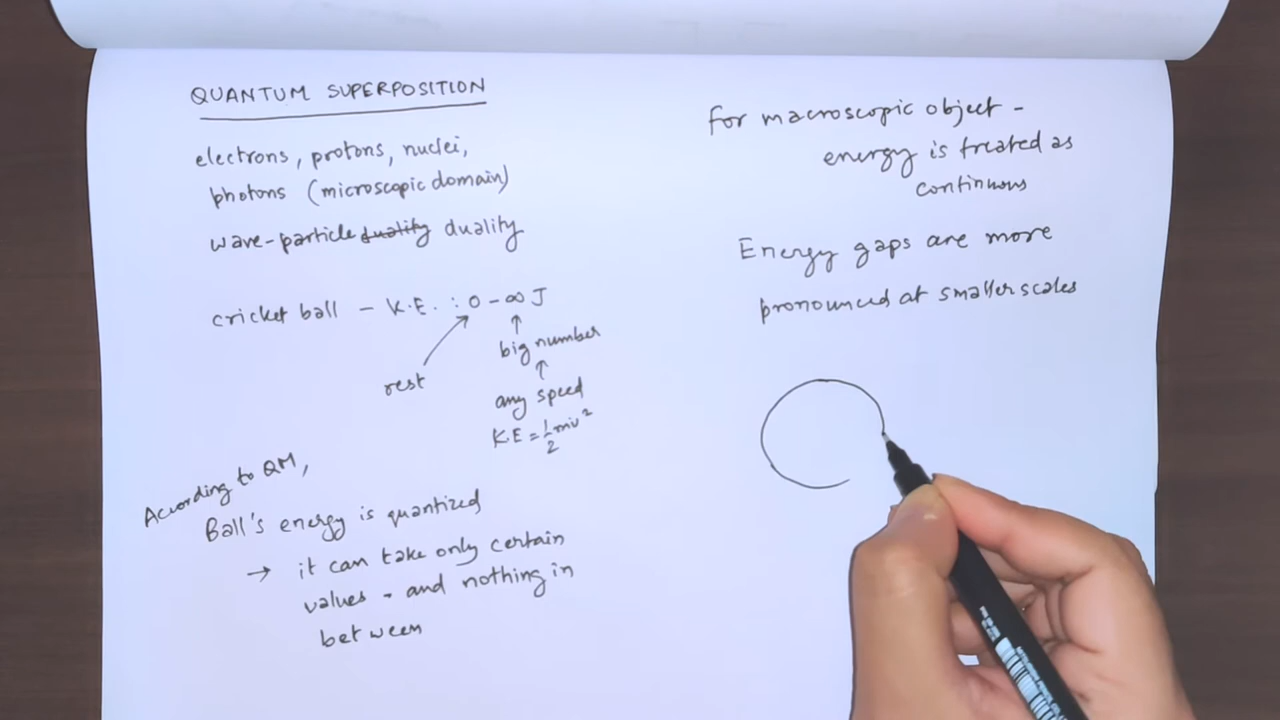 QUANTUM SUPERPOSITION
electrons, protons, nuclei,
photons (microscopic domain)
wave-particle duality duality
cricket ball - K.E. : 0 - ∞ J
rest
big number
any speed
K.E = 1/2 mv²
According to QM,
Ball's energy is quantized
→ it can take only certain
values - and nothing in
between
For macroscopic object -
energy is treated as
continuous
Energy gaps are more
pronounced at smaller scales